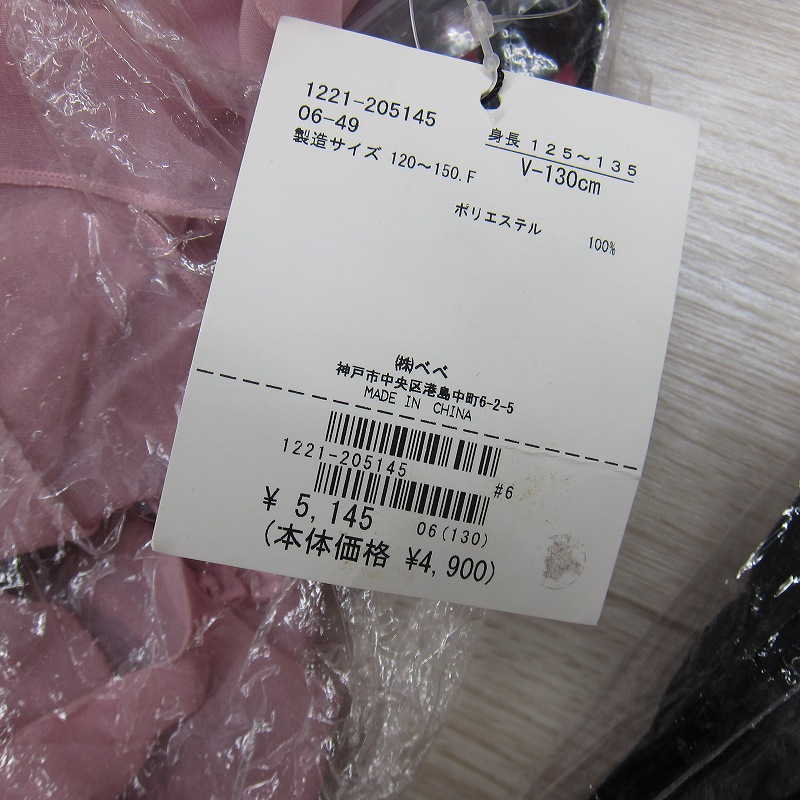 1221-205145
06-49
製造サイズ 120～150.F
身長 125～135
V-130cm
ポリエステル 100%
㈱べべ
神戸市中央区港島中町6-2-5
MADE IN CHINA
1221-205145
#6
¥ 5,145
06(130)
(本体価格 ¥4,900)